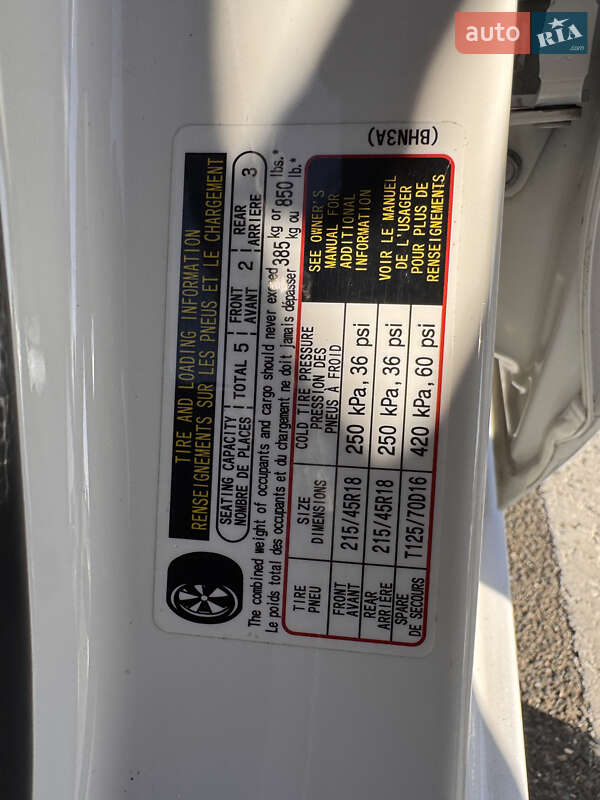 auto RIA .com
(BHN3A)
TIRE AND LOADING INFORMATION
RENSEIGNEMENTS SUR LES PNEUS ET LE CHARGEMENT
SEATING CAPACITY TOTAL 5 FRONT 2 REAR 3
NOMBRE DE PLACES AVANT ARRIÈRE
The combined weight of occupants and cargo should never exceed 385 kg or 850 lbs.*
Le poids total des occupants et du chargement ne doit jamais dépasser kg ou lb.*
TIRE SIZE COLD TIRE PRESSURE SEE OWNER'S
PNEU DIMENSIONS PRESSION DES MANUAL FOR
PNEUS À FROID ADDITIONAL
INFORMATION
FRONT 215/45R18 250 kPa, 36 psi
AVANT
REAR 215/45R18 250 kPa, 36 psi VOIR LE MANUEL
ARRIÈRE DE L'USAGER
SPARE T125/70D16 420 kPa, 60 psi POUR PLUS DE
DE SECOURS RENSEIGNEMENTS